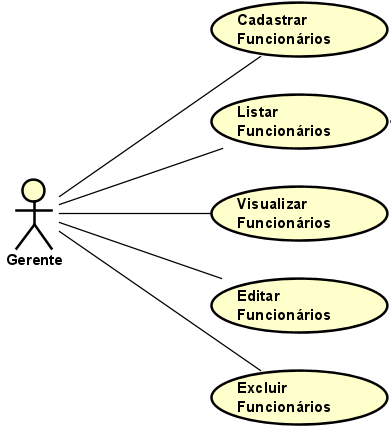 Cadastrar
Funcionários
Listar
Funcionários
Visualizar
Funcionários
Gerente
Editar
Funcionários
Excluir
Funcionários